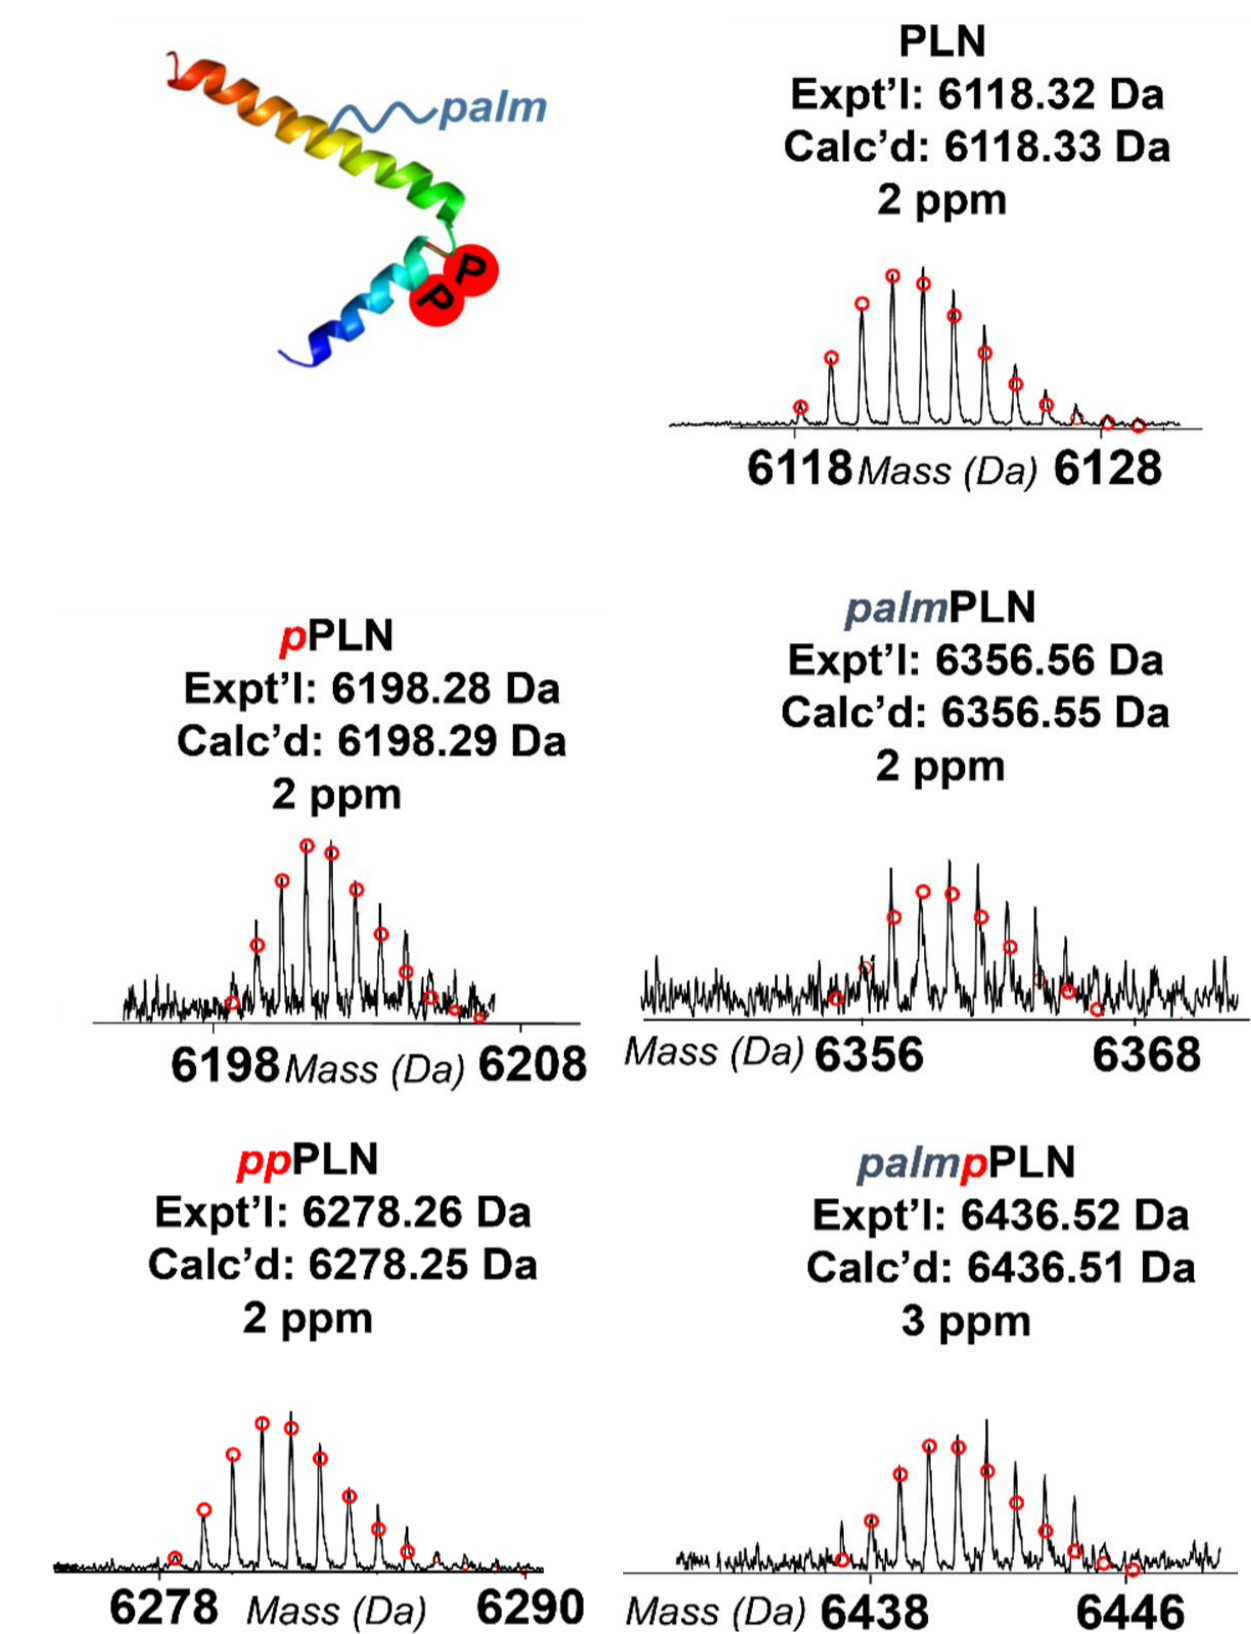 palm
P
P
PLN
Expt’l: 6118.32 Da
Calc’d: 6118.33 Da
2 ppm
6118 Mass (Da) 6128
pPLN
Expt’l: 6198.28 Da
Calc’d: 6198.29 Da
2 ppm
6198 Mass (Da) 6208
palmPLN
Expt’l: 6356.56 Da
Calc’d: 6356.55 Da
2 ppm
Mass (Da) 6356 6368
ppPLN
Expt’l: 6278.26 Da
Calc’d: 6278.25 Da
2 ppm
6278 Mass (Da) 6290
palmpPLN
Expt’l: 6436.52 Da
Calc’d: 6436.51 Da
3 ppm
Mass (Da) 6438 6446